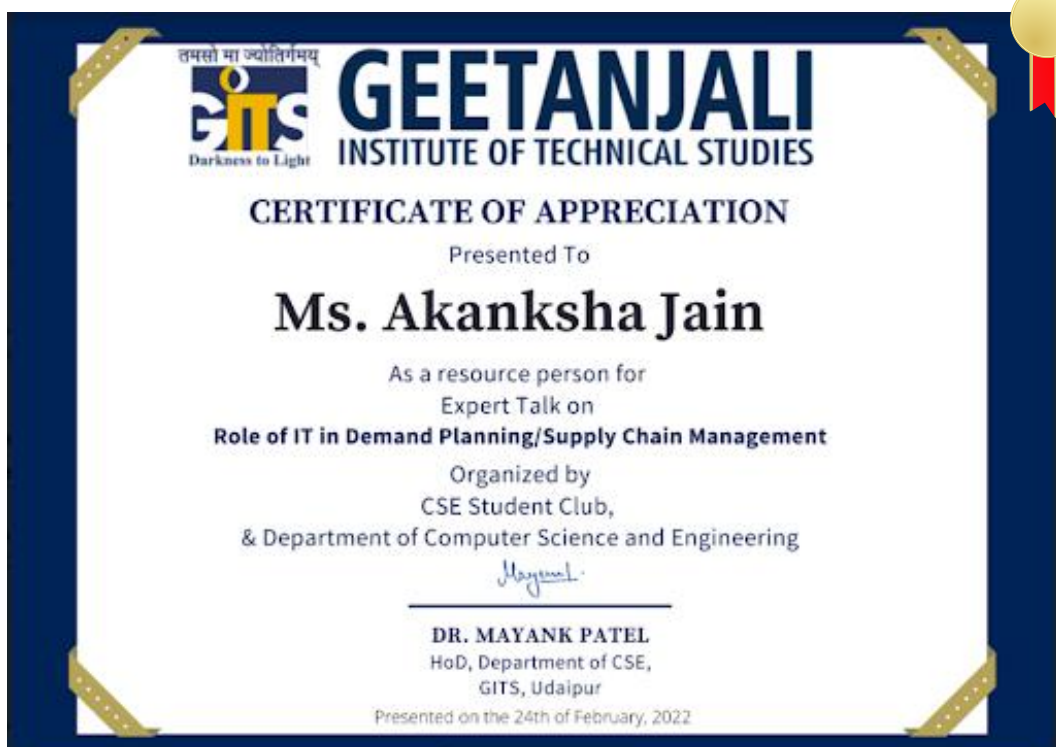 तमसो मा ज्योतिर्गमय्
GITS
Darkness to Light
GEETANJALI
INSTITUTE OF TECHNICAL STUDIES
CERTIFICATE OF APPRECIATION
Presented To
Ms. Akanksha Jain
As a resource person for
Expert Talk on
Role of IT in Demand Planning/Supply Chain Management
Organized by
CSE Student Club,
& Department of Computer Science and Engineering
Mayank
DR. MAYANK PATEL
HoD, Department of CSE,
GITS, Udaipur
Presented on the 24th of February, 2022